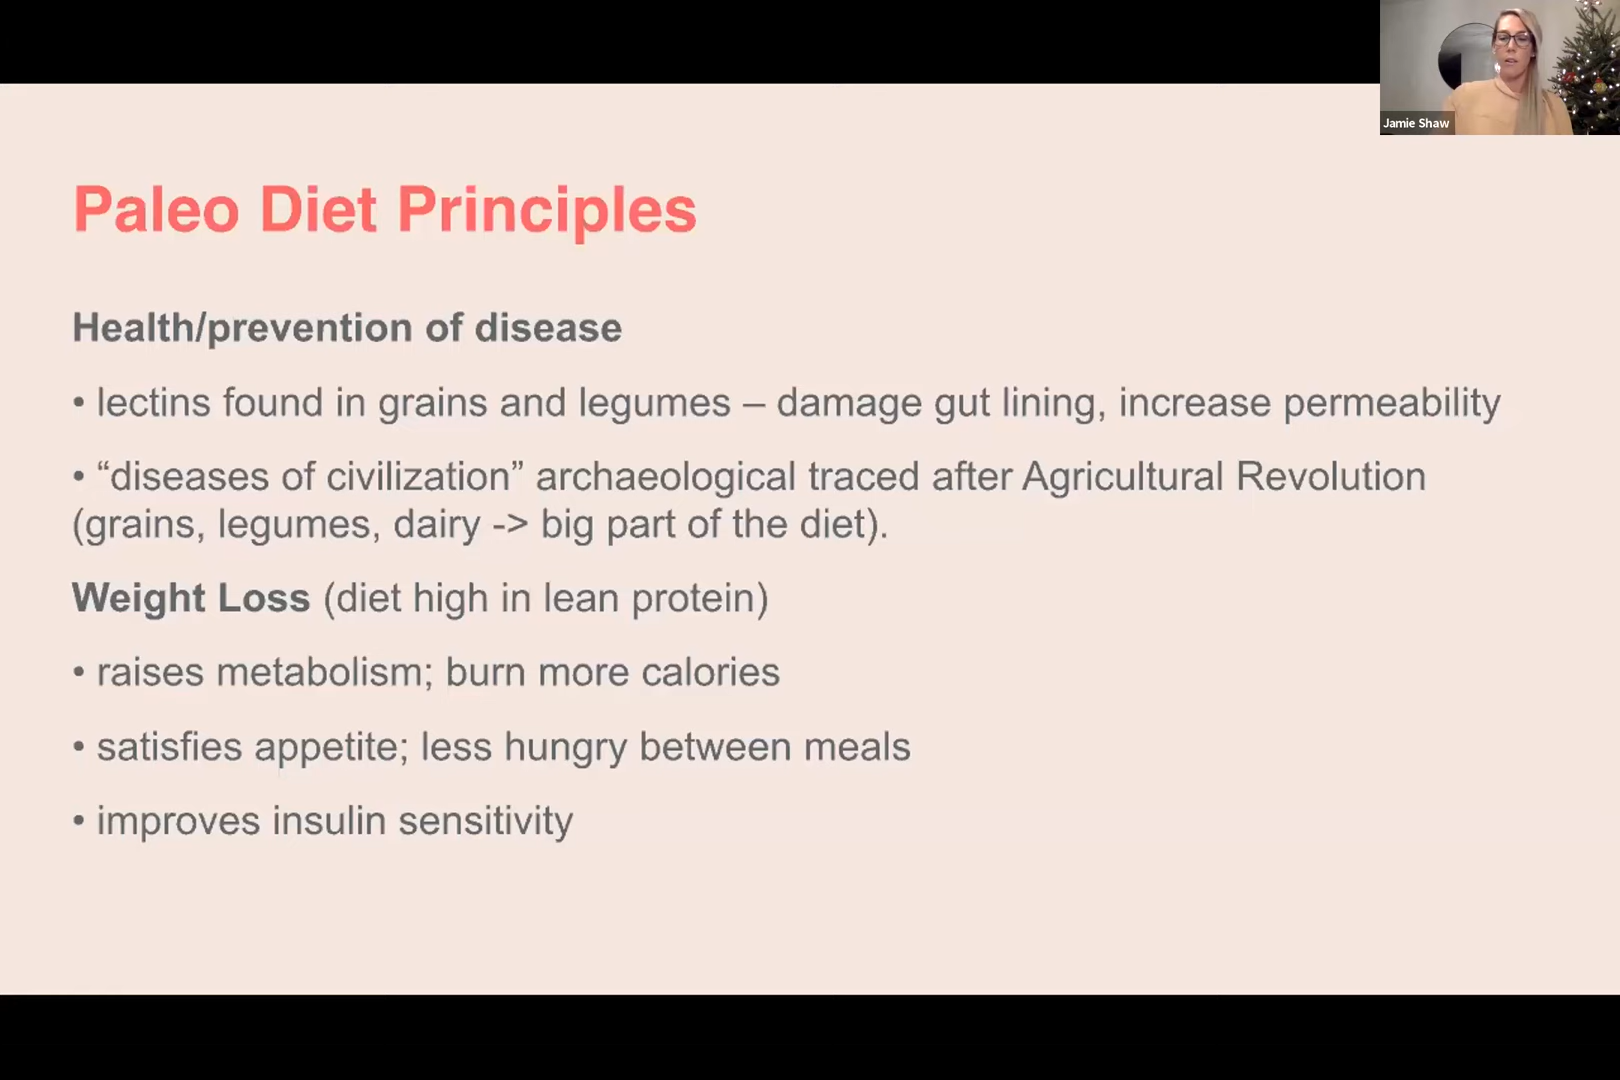 Jamie Shaw
Paleo Diet Principles
Health/prevention of disease
• lectins found in grains and legumes – damage gut lining, increase permeability
• “diseases of civilization” archaeological traced after Agricultural Revolution
(grains, legumes, dairy -> big part of the diet).
Weight Loss (diet high in lean protein)
• raises metabolism; burn more calories
• satisfies appetite; less hungry between meals
• improves insulin sensitivity